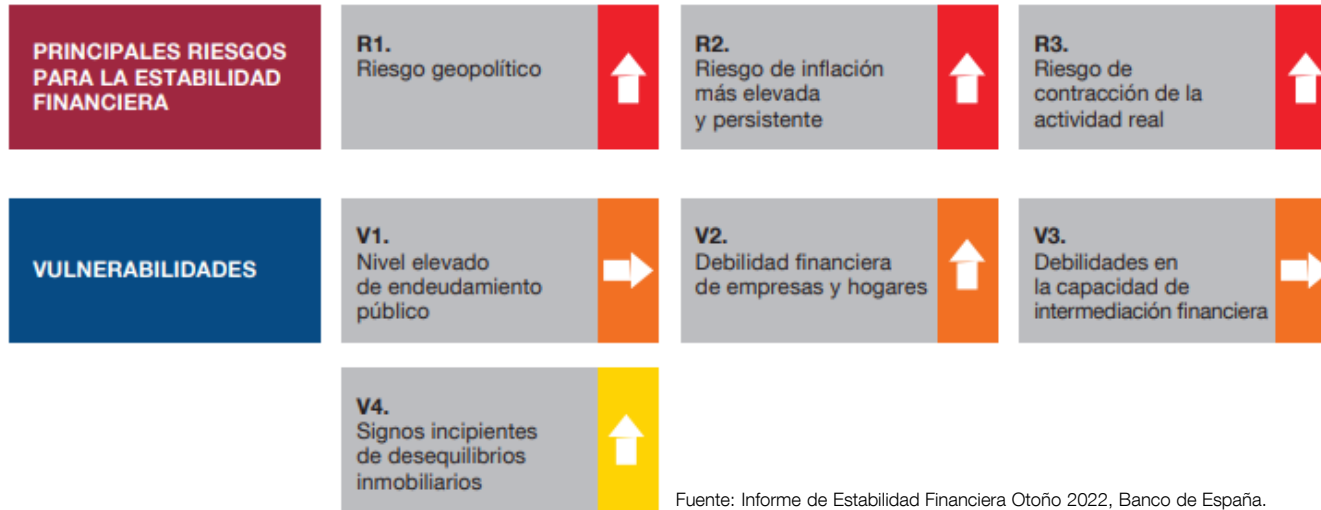 PRINCIPALES RIESGOS
PARA LA ESTABILIDAD
FINANCIERA
R1.
Riesgo geopolítico
R2.
Riesgo de inflación
más elevada
y persistente
R3.
Riesgo de
contracción de la
actividad real
VULNERABILIDADES
V1.
Nivel elevado
de endeudamiento
público
V2.
Debilidad financiera
de empresas y hogares
V3.
Debilidades en
la capacidad de
intermediación financiera
V4.
Signos incipientes
de desequilibrios
inmobiliarios
Fuente: Informe de Estabilidad Financiera Otoño 2022, Banco de España.